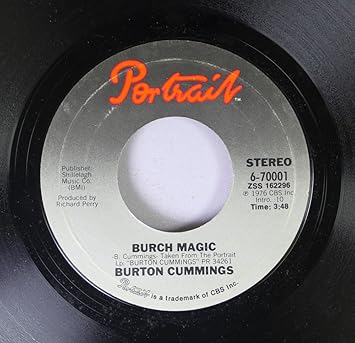 Portrait™
Publisher:
Shillelagh
Music Co.
(BMI)
Produced by
Richard Perry
STEREO
6-70001
ZSS 162296
℗ 1976 CBS Inc.
Intro.: 10
Time: 3:48
BURCH MAGIC
-B. Cummings- Taken From The Portrait
Lp: "BURTON CUMMINGS" PR 34261
BURTON CUMMINGS
Portrait is a trademark of CBS Inc.